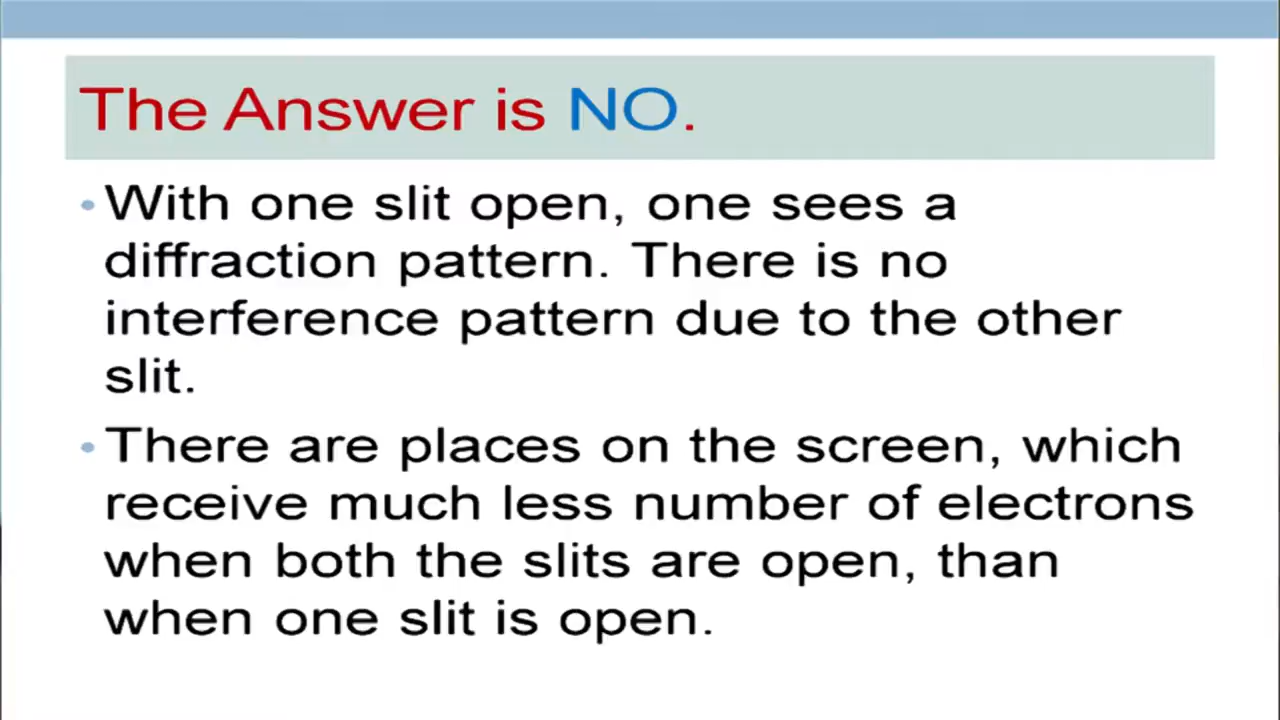 The Answer is NO.
• With one slit open, one sees a
diffraction pattern. There is no
interference pattern due to the other
slit.
• There are places on the screen, which
receive much less number of electrons
when both the slits are open, than
when one slit is open.